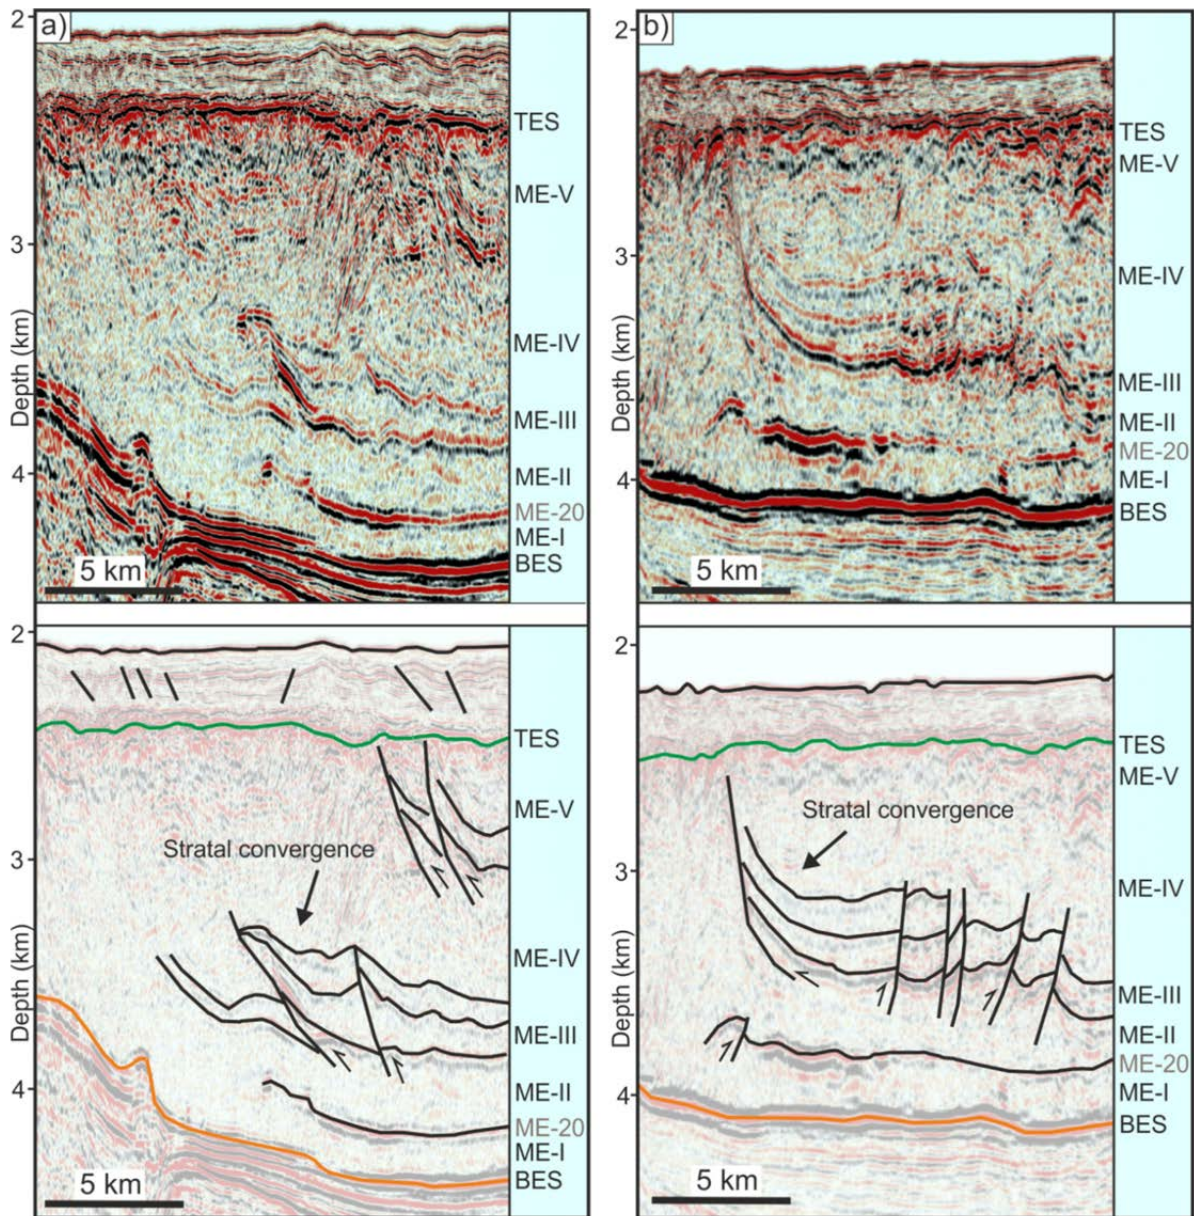 a)
2
3
4
Depth (km)
TES
ME-V
ME-IV
ME-III
ME-II
ME-20
ME-I
BES
5 km
b)
2
3
4
Depth (km)
TES
ME-V
ME-IV
ME-III
ME-II
ME-20
ME-I
BES
5 km
2
3
4
Depth (km)
Stratal convergence
TES
ME-V
ME-IV
ME-III
ME-II
ME-20
ME-I
BES
5 km
2
3
4
Depth (km)
Stratal convergence
TES
ME-V
ME-IV
ME-III
ME-II
ME-20
ME-I
BES
5 km